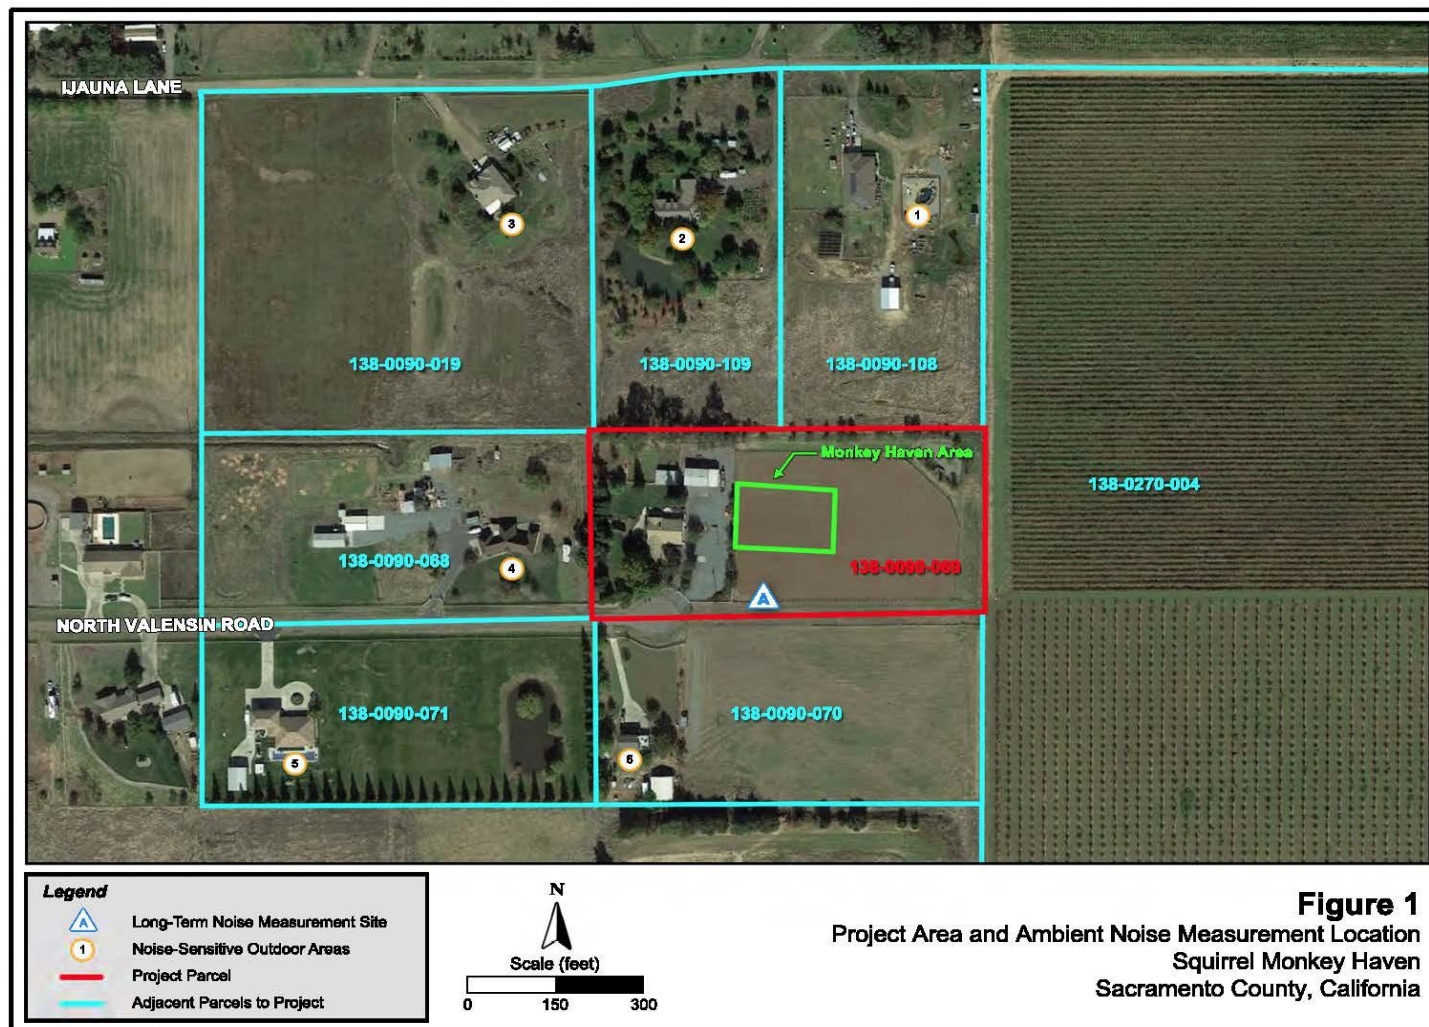 IJAUNA LANE
3
2
1
138-0090-019
138-0090-109
138-0090-108
Monkey Haven Area
138-0270-004
138-0090-068
4
138-0090-069
A
NORTH VALENSIN ROAD
138-0090-071
138-0090-070
5
6
Legend
A Long-Term Noise Measurement Site
1 Noise-Sensitive Outdoor Areas
Project Parcel
Adjacent Parcels to Project
N
Scale (feet)
0 150 300
Figure 1
Project Area and Ambient Noise Measurement Location
Squirrel Monkey Haven
Sacramento County, California